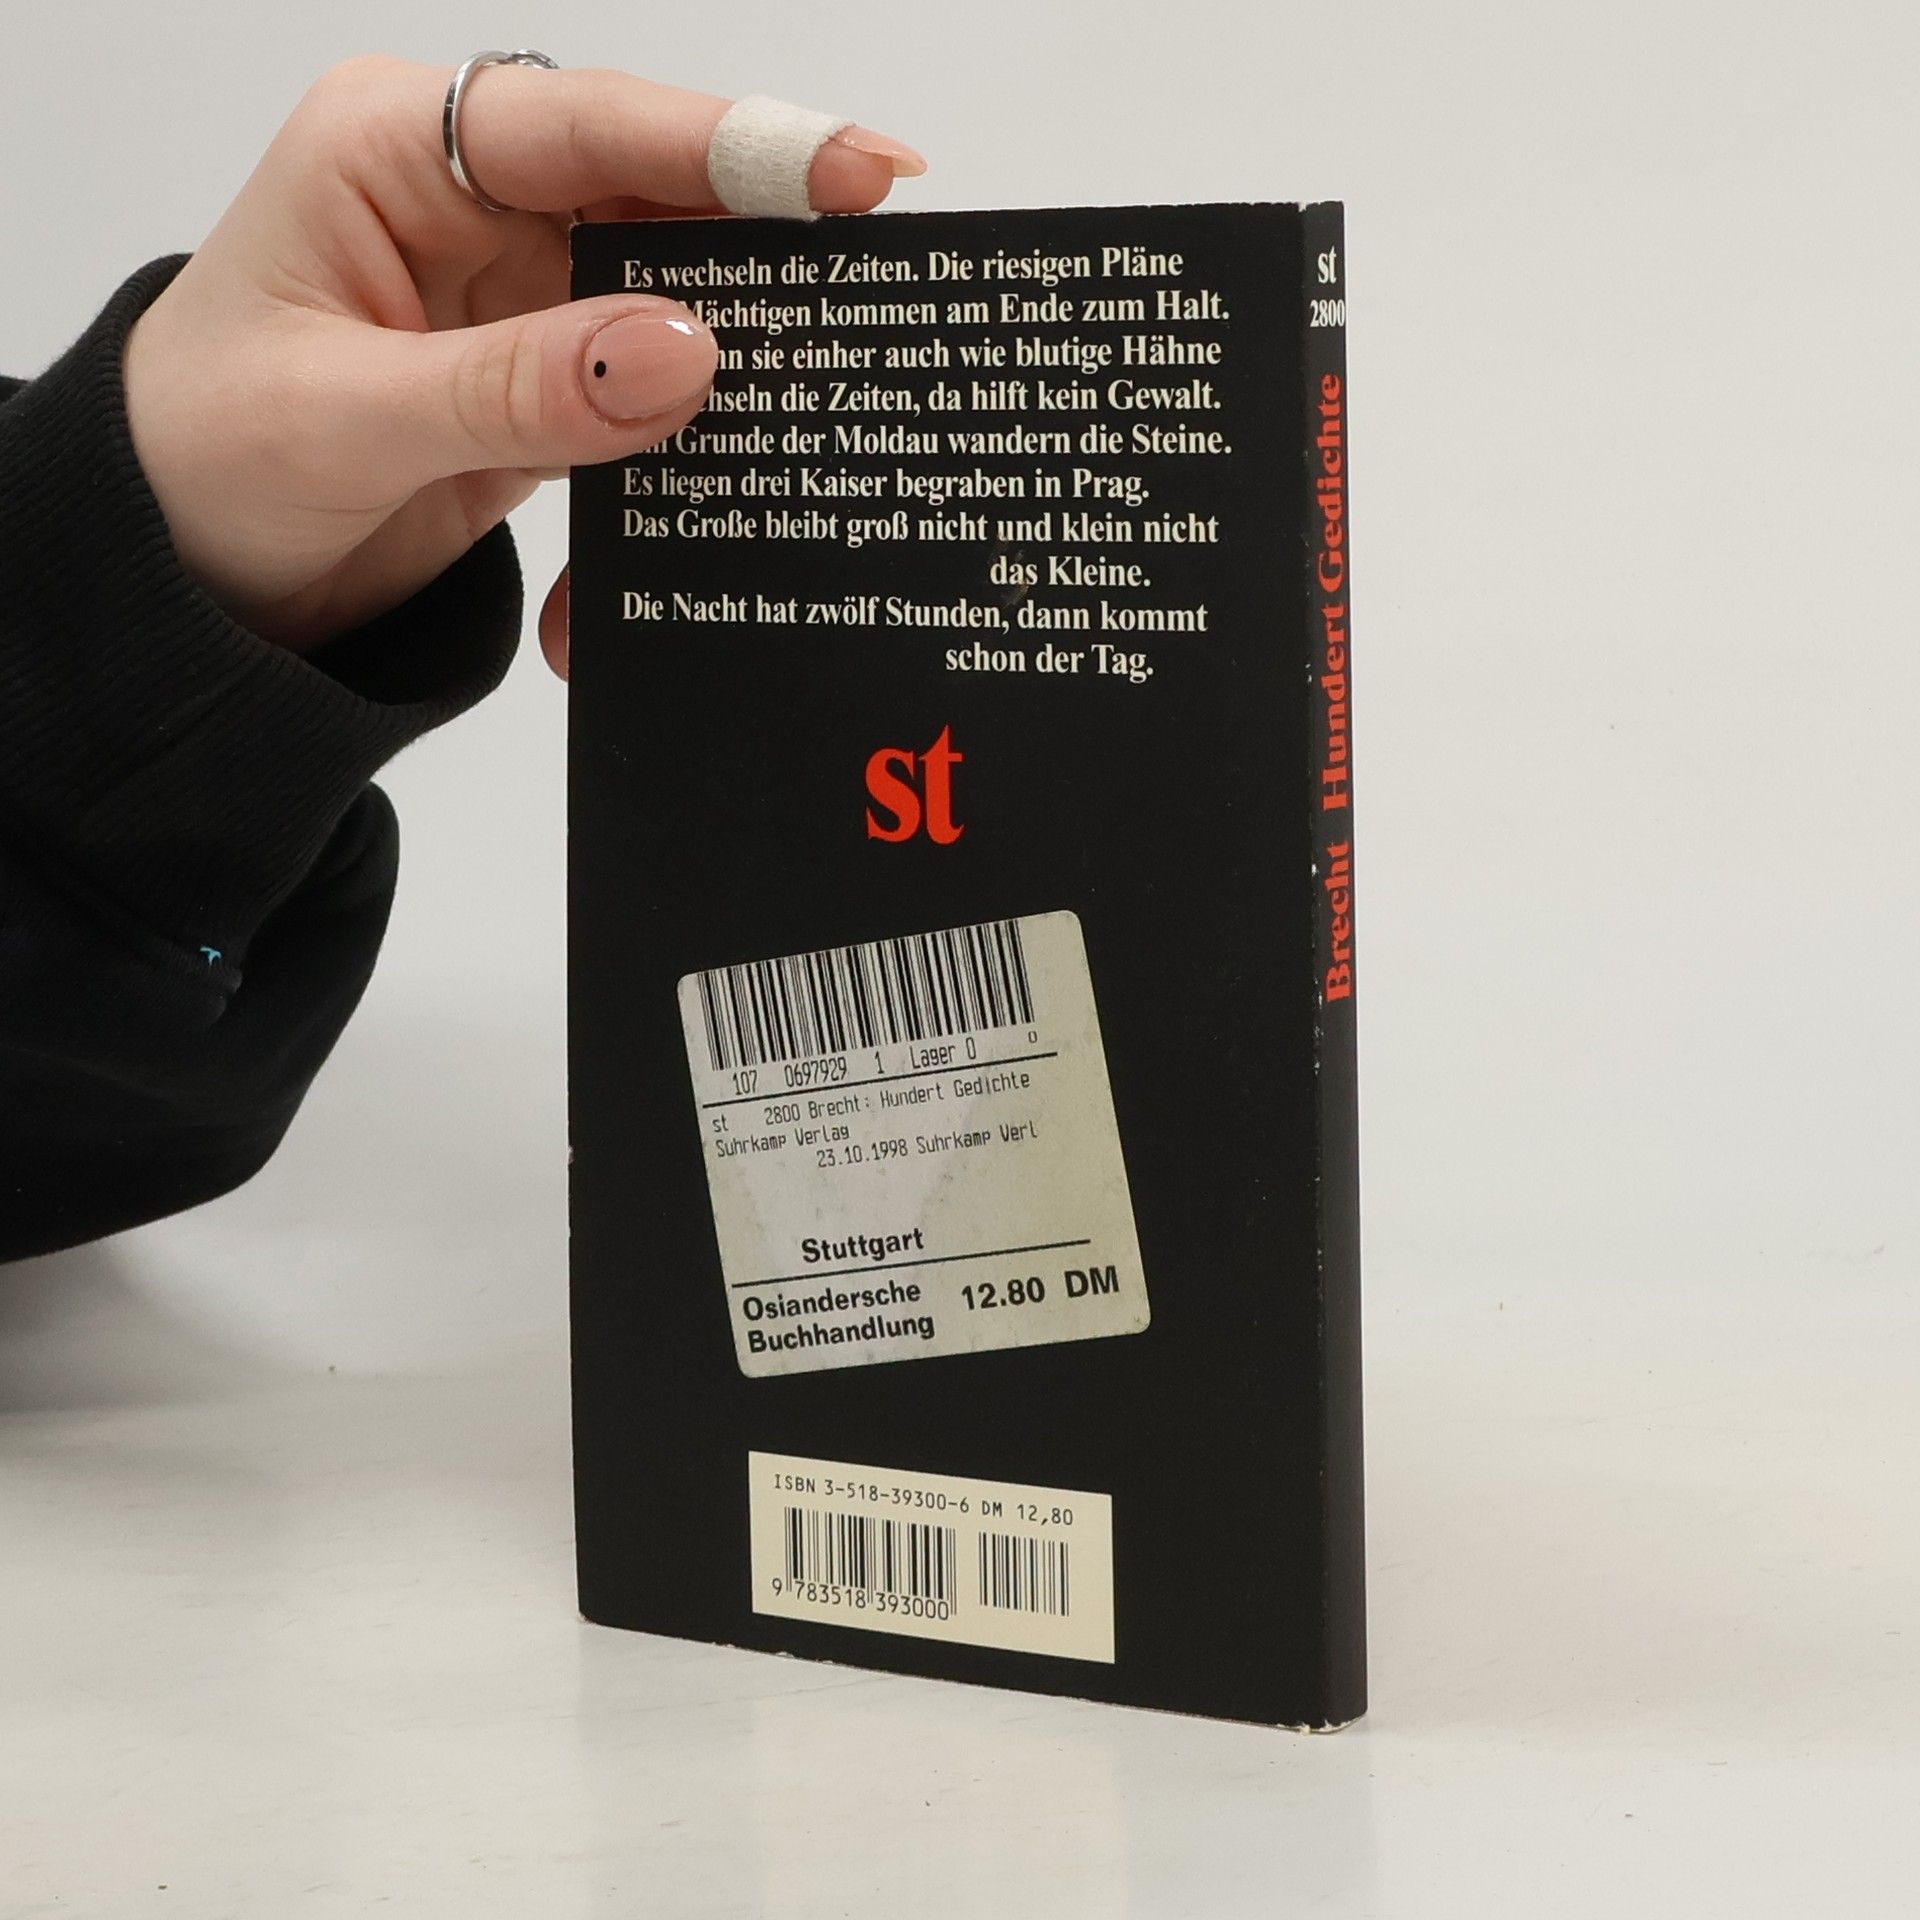 Es wechseln die Zeiten. Die riesigen Pläne
Mächtigen kommen am Ende zum Halt.
sie einher auch wie blutige Hähne
die Zeiten, da hilft kein Gewalt.
Grunde der Moldau wandern die Steine.
Es liegen drei Kaiser begraben in Prag.
Das Große bleibt groß nicht und klein nicht
das Kleine.
Die Nacht hat zwölf Stunden, dann kommt
schon der Tag.
st
107 0697929 1 Lager 0 0
st 2800 Brecht: Hundert Gedichte
Suhrkamp Verlag
23.10.1998 Suhrkamp Verl
Stuttgart
Osiandersche
Buchhandlung
12.80 DM
ISBN 3-518-39300-6 DM 12,80
9 783518 393000
st
2800
Brecht Hundert Gedichte